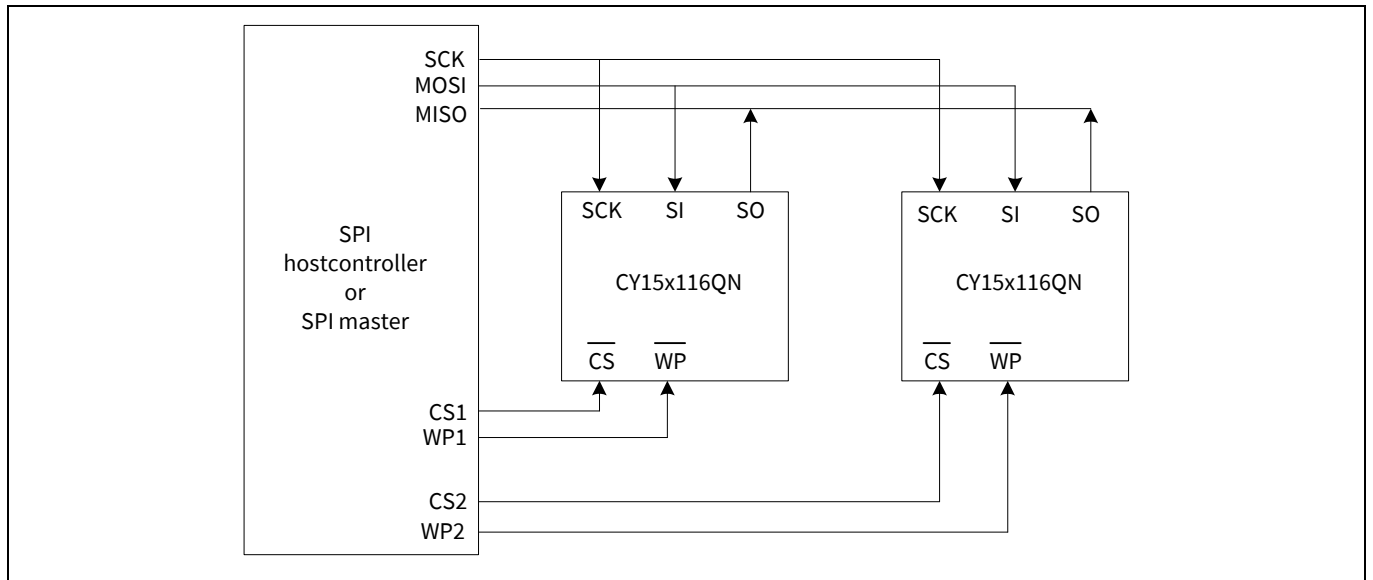 SCK
MOSI
MISO
SPI
hostcontroller
or
SPI master
CS1
WP1
CS2
WP2
SCK SI SO
CY15x116QN
CS WP
SCK SI SO
CY15x116QN
CS WP